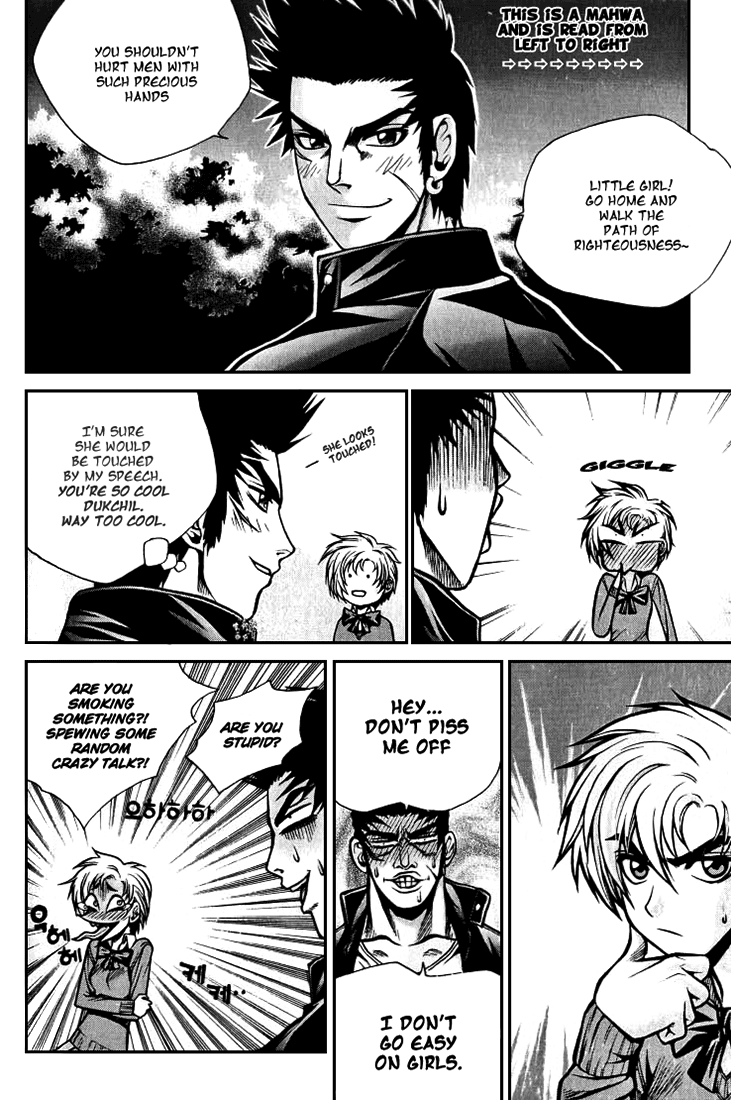 THIS IS A MAHWA
AND IS READ FROM
LEFT TO RIGHT
⇨⇨⇨⇨⇨⇨⇨⇨⇨
YOU SHOULDN'T
HURT MEN WITH
SUCH PRECIOUS
HANDS
LITTLE GIRL!
GO HOME AND
WALK THE
PATH OF
RIGHTEOUSNESS~
I'M SURE
SHE WOULD
BE TOUCHED
BY MY SPEECH.
YOU'RE SO COOL
DUKCHIL.
WAY TOO COOL.
— SHE LOOKS
TOUCHED!
GIGGLE
ARE YOU
SMOKING
SOMETHING?!
SPEWING SOME
RANDOM
CRAZY TALK?!
ARE YOU
STUPID?
으하하하
우헤헤
케케..
HEY...
DON'T PISS
ME OFF
I DON'T
GO EASY
ON GIRLS.